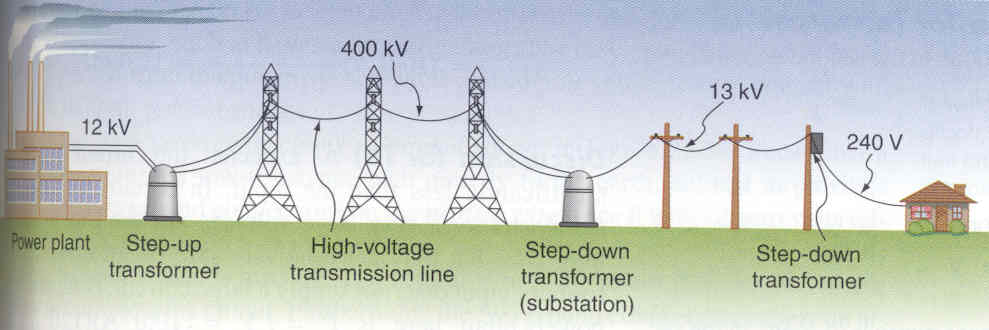 400 kV
13 kV
12 kV
240 V
Power plant
Step-up
transformer
High-voltage
transmission line
Step-down
transformer
(substation)
Step-down
transformer